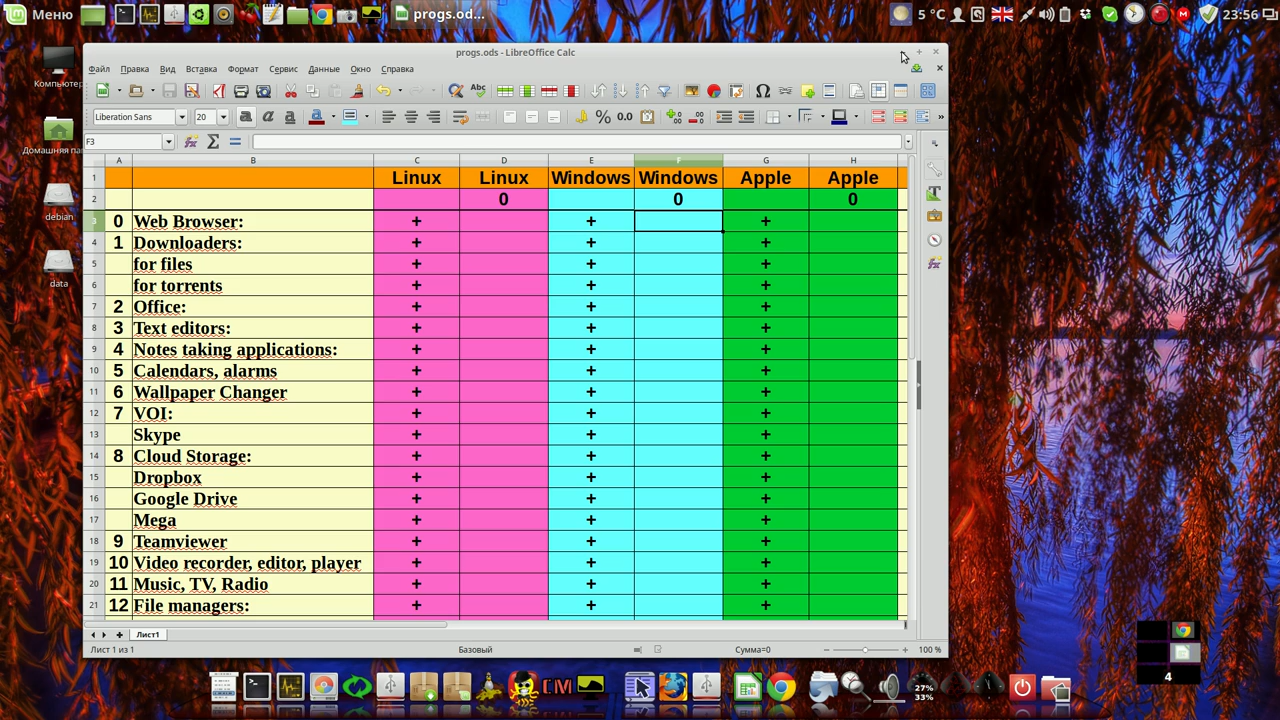 Меню
progs.od...
5 °C
23:56
Компьютер
Домашняя па
debian
data
progs.ods - LibreOffice Calc
Файл Правка Вид Вставка Формат Сервис Данные Окно Справка
Liberation Sans 20
F3
A B C D E F G H
1 Linux Linux Windows Windows Apple Apple
2 0 0 0
3 0 Web Browser: + + +
4 1 Downloaders: + + +
5 for files + + +
6 for torrents + + +
7 2 Office: + + +
8 3 Text editors: + + +
9 4 Notes taking applications: + + +
10 5 Calendars, alarms + + +
11 6 Wallpaper Changer + + +
12 7 VOI: + + +
13 Skype + + +
14 8 Cloud Storage: + + +
15 Dropbox + + +
16 Google Drive + + +
17 Mega + + +
18 9 Teamviewer + + +
19 10 Video recorder, editor, player + + +
20 11 Music, TV, Radio + + +
21 12 File managers: + + +
Лист1
Лист 1 из 1 Базовый Сумма=0 100 %
27%
33%
4